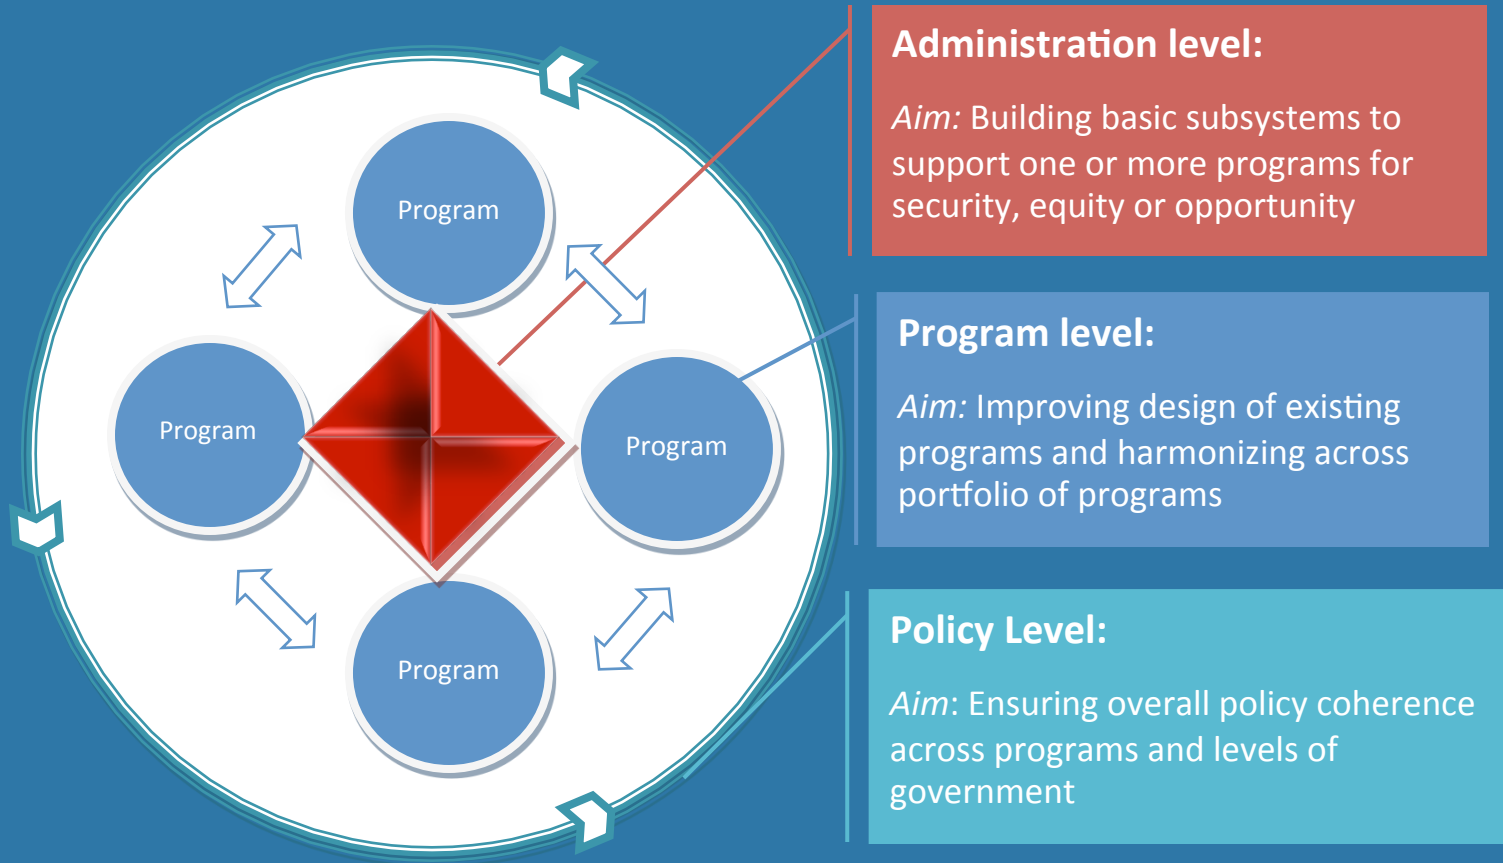 Program
Program
Program
Program
Administration level:
Aim: Building basic subsystems to
support one or more programs for
security, equity or opportunity
Program level:
Aim: Improving design of existing
programs and harmonizing across
portfolio of programs
Policy Level:
Aim: Ensuring overall policy coherence
across programs and levels of
government